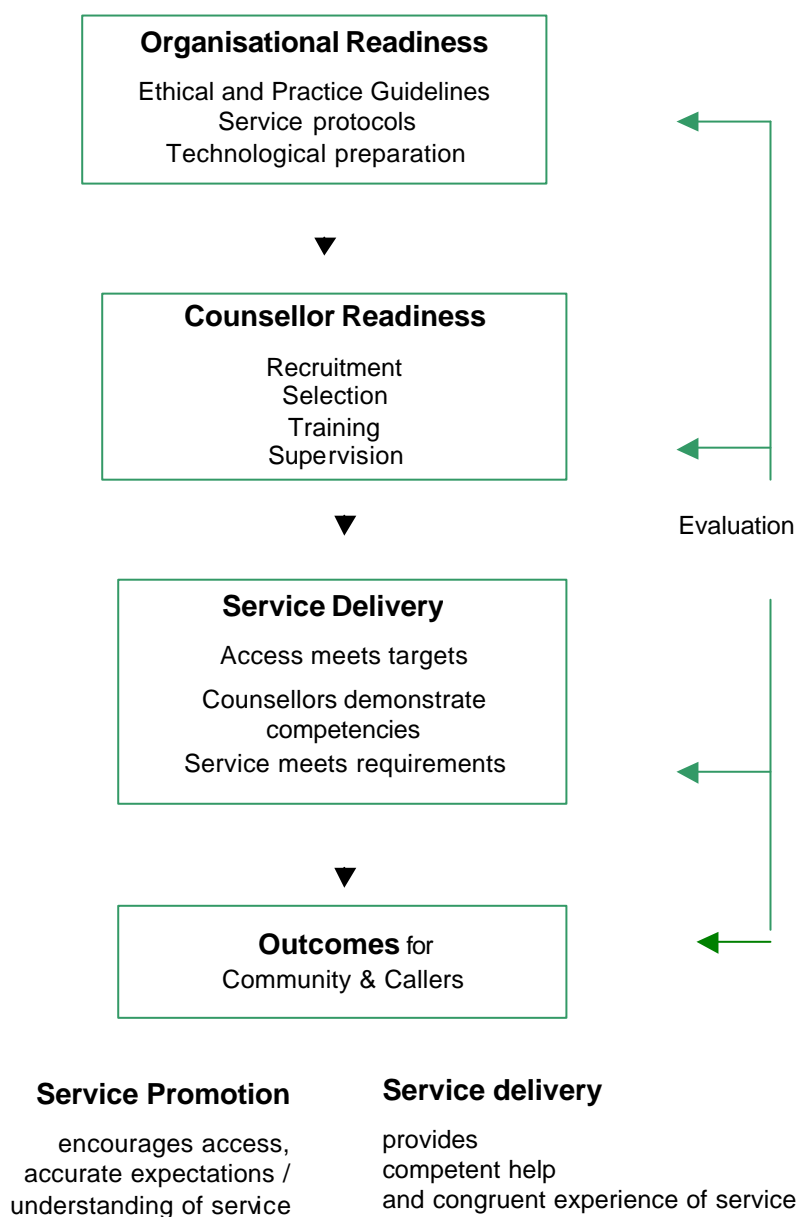 Organisational Readiness
Ethical and Practice Guidelines
Service protocols
Technological preparation
Counsellor Readiness
Recruitment
Selection
Training
Supervision
Evaluation
Service Delivery
Access meets targets
Counsellors demonstrate
competencies
Service meets requirements
Outcomes for
Community & Callers
Service Promotion
encourages access,
accurate expectations /
understanding of service
Service delivery
provides
competent help
and congruent experience of service